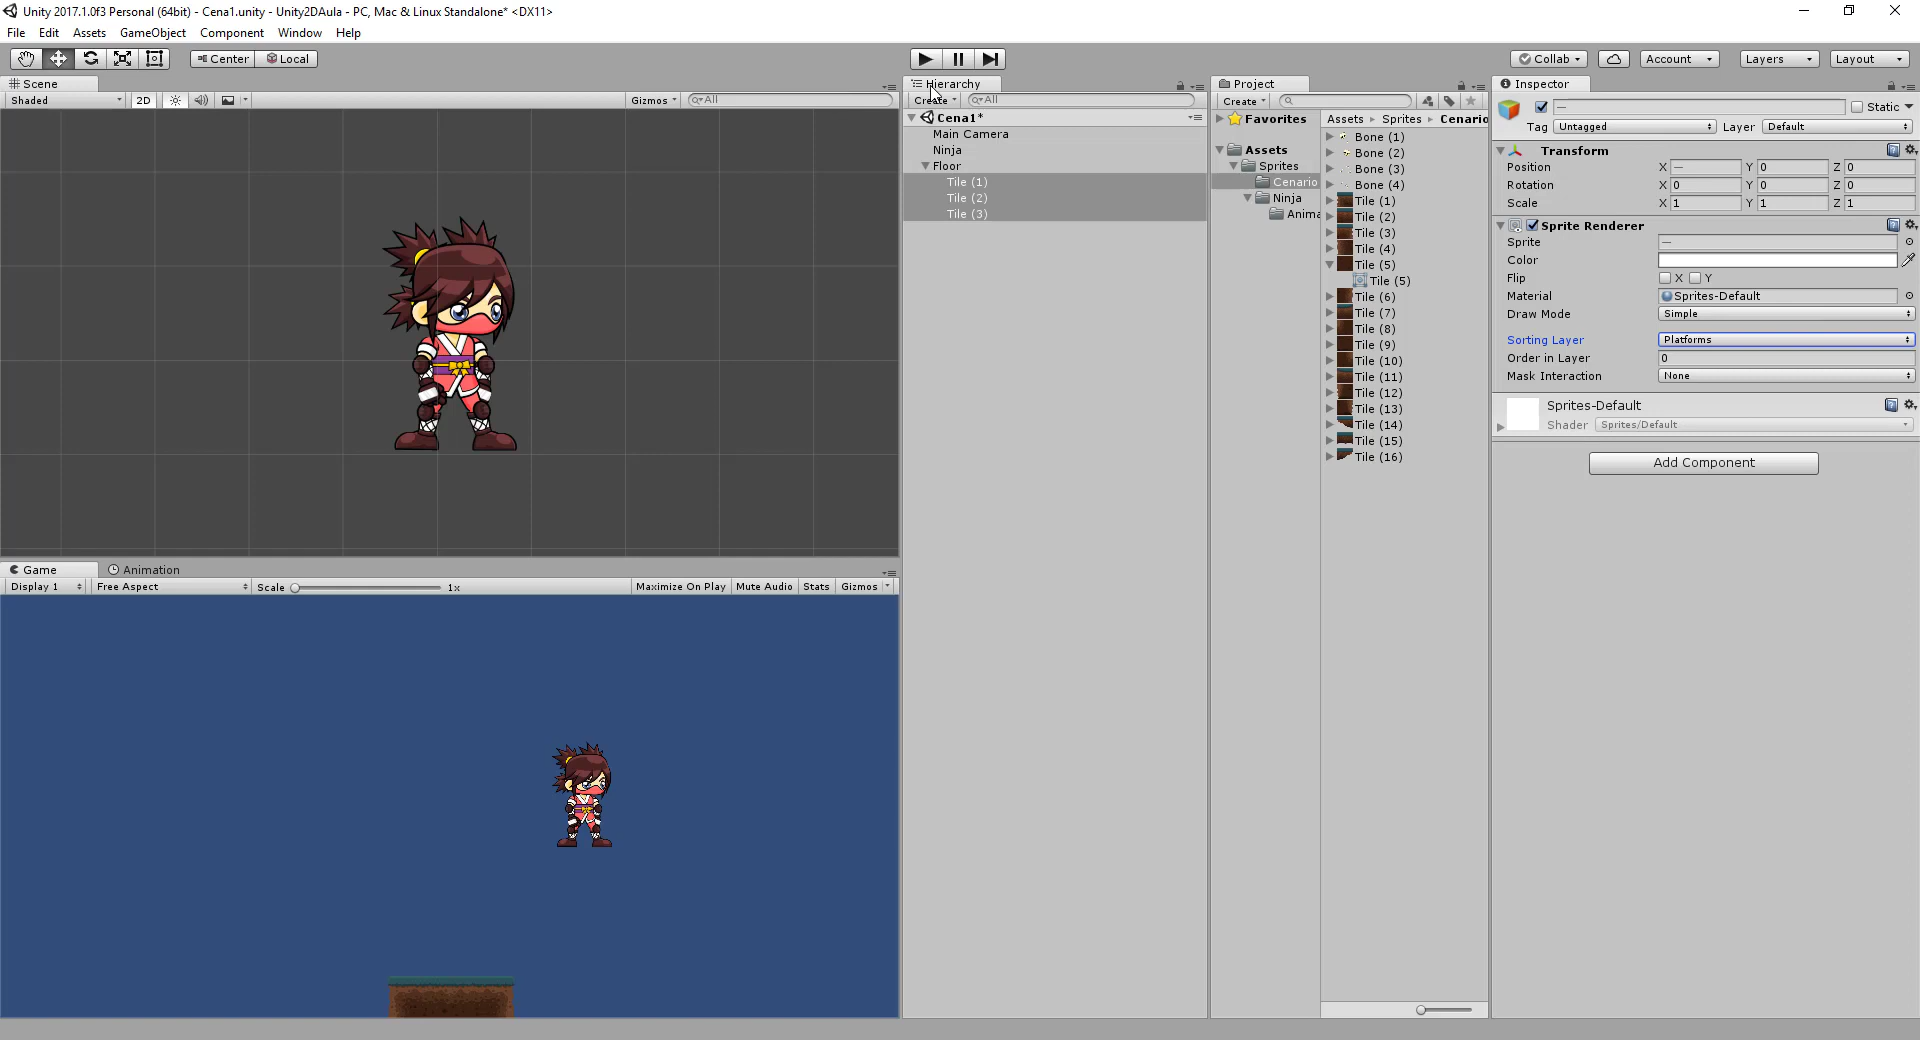 Unity 2017.1.0f3 Personal (64bit) - Cena1.unity - Unity2DAula - PC, Mac & Linux Standalone* <DX11>
File Edit Assets GameObject Component Window Help
Center Local
Collab Account Layers Layout
Scene
Shaded 2D Gizmos All
Hierarchy
Create All
Cena1*
Main Camera
Ninja
Floor
Tile (1)
Tile (2)
Tile (3)
Project
Create
Favorites
Assets
Sprites
Cenario
Ninja
Anima
Assets Sprites Cenario
Bone (1)
Bone (2)
Bone (3)
Bone (4)
Tile (1)
Tile (2)
Tile (3)
Tile (4)
Tile (5)
Tile (5)
Tile (6)
Tile (7)
Tile (8)
Tile (9)
Tile (10)
Tile (11)
Tile (12)
Tile (13)
Tile (14)
Tile (15)
Tile (16)
Inspector
— Static
Tag Untagged Layer Default
Transform
Position X — Y 0 Z 0
Rotation X 0 Y 0 Z 0
Scale X 1 Y 1 Z 1
Sprite Renderer
Sprite —
Color
Flip X Y
Material Sprites-Default
Draw Mode Simple
Sorting Layer Platforms
Order in Layer 0
Mask Interaction None
Sprites-Default
Shader Sprites/Default
Add Component
Game Animation
Display 1 Free Aspect Scale 1x Maximize On Play Mute Audio Stats Gizmos